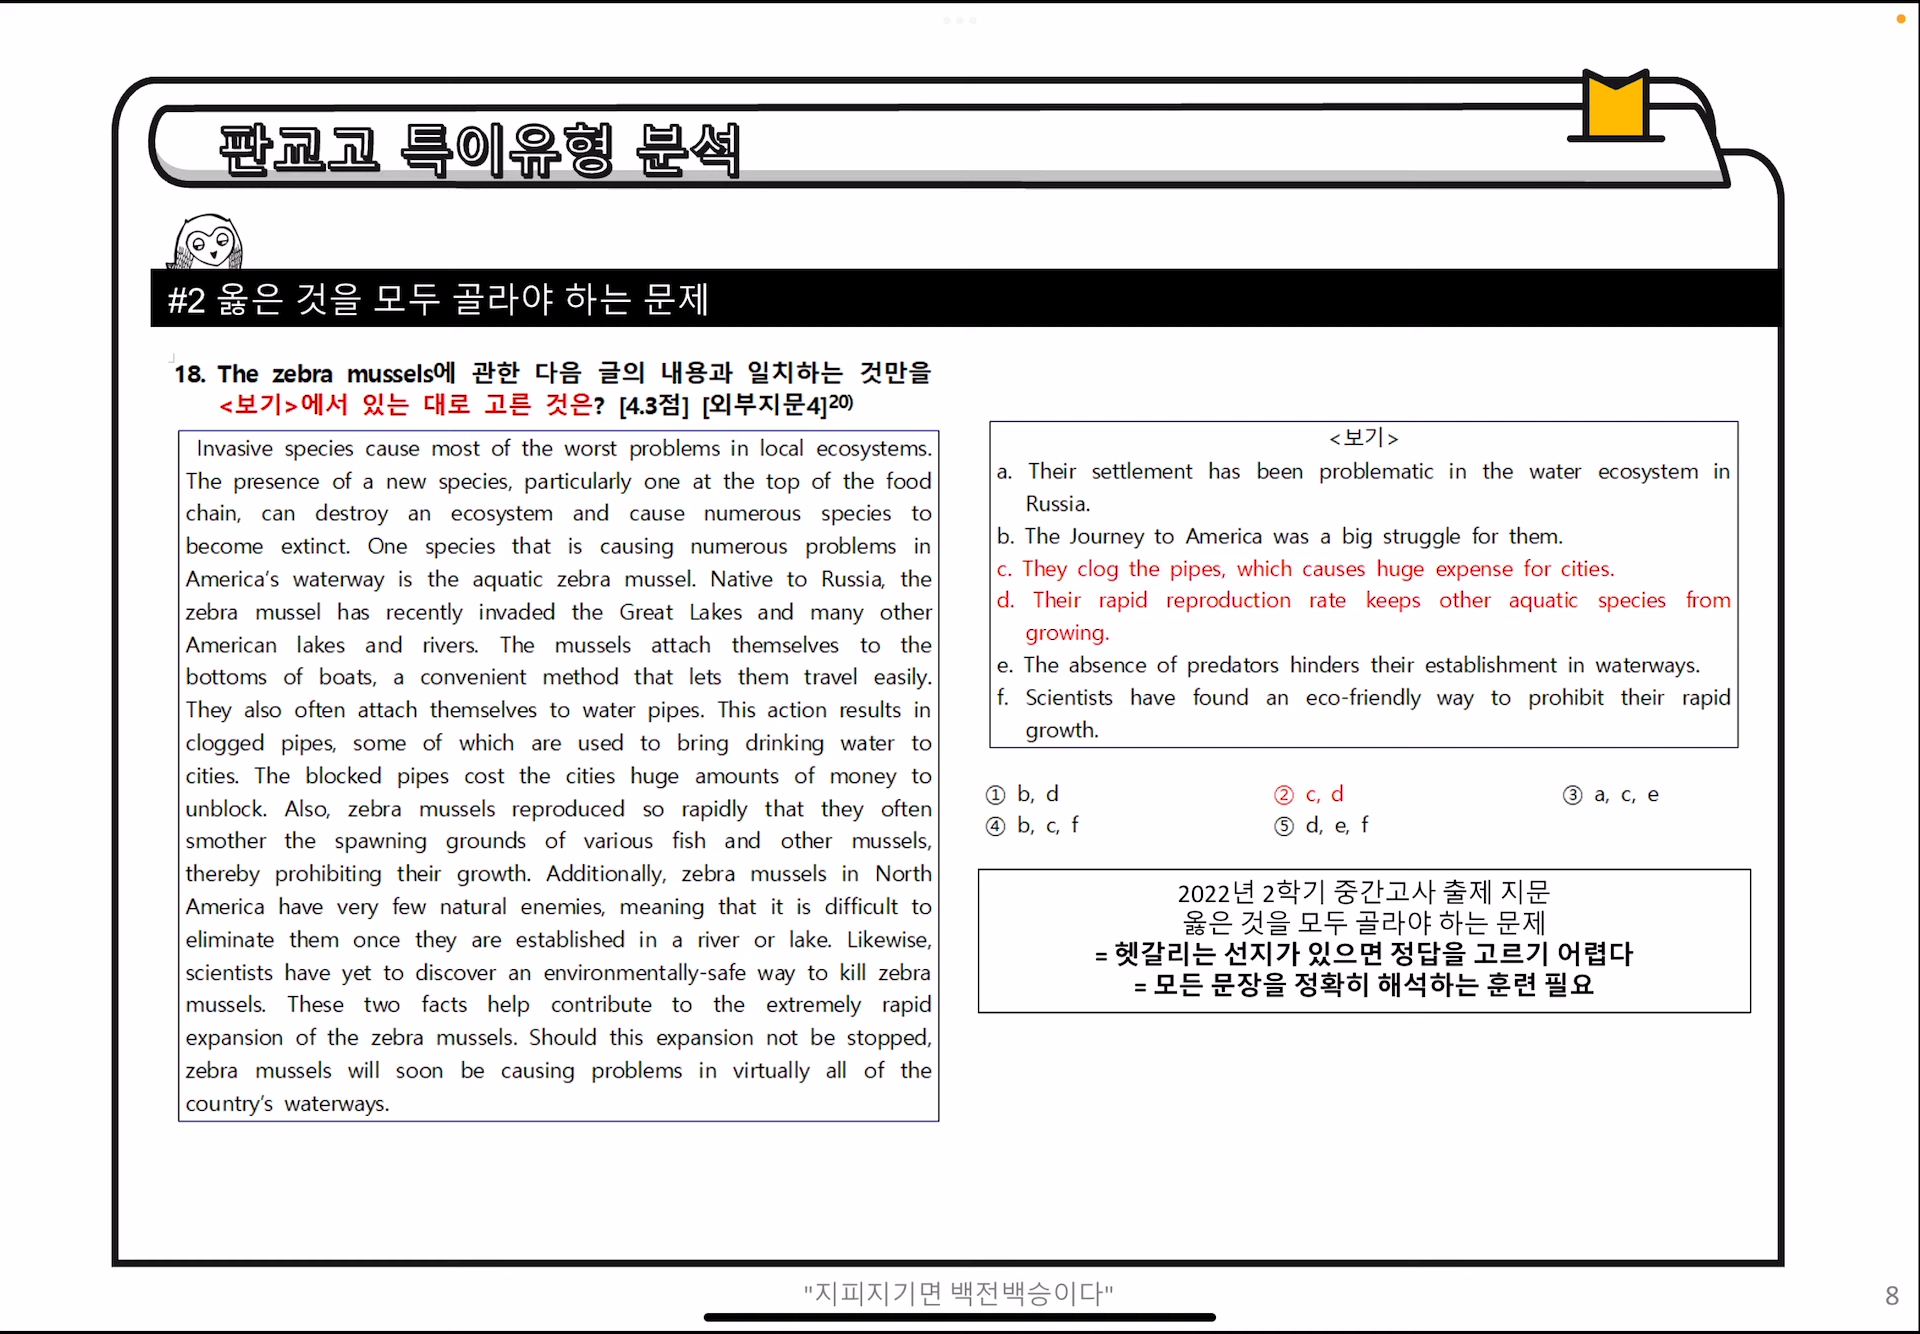 판교고 특이유형 분석
#2 옳은 것을 모두 골라야 하는 문제
18. The zebra mussels에 관한 다음 글의 내용과 일치하는 것만을
<보기>에서 있는 대로 고른 것은? [4.3점] [외부지문4]20)
Invasive species cause most of the worst problems in local ecosystems.
The presence of a new species, particularly one at the top of the food
chain, can destroy an ecosystem and cause numerous species to
become extinct. One species that is causing numerous problems in
America's waterway is the aquatic zebra mussel. Native to Russia, the
zebra mussel has recently invaded the Great Lakes and many other
American lakes and rivers. The mussels attach themselves to the
bottoms of boats, a convenient method that lets them travel easily.
They also often attach themselves to water pipes. This action results in
clogged pipes, some of which are used to bring drinking water to
cities. The blocked pipes cost the cities huge amounts of money to
unblock. Also, zebra mussels reproduced so rapidly that they often
smother the spawning grounds of various fish and other mussels,
thereby prohibiting their growth. Additionally, zebra mussels in North
America have very few natural enemies, meaning that it is difficult to
eliminate them once they are established in a river or lake. Likewise,
scientists have yet to discover an environmentally-safe way to kill zebra
mussels. These two facts help contribute to the extremely rapid
expansion of the zebra mussels. Should this expansion not be stopped,
zebra mussels will soon be causing problems in virtually all of the
country's waterways.
<보기>
a. Their settlement has been problematic in the water ecosystem in
Russia.
b. The Journey to America was a big struggle for them.
c. They clog the pipes, which causes huge expense for cities.
d. Their rapid reproduction rate keeps other aquatic species from
growing.
e. The absence of predators hinders their establishment in waterways.
f. Scientists have found an eco-friendly way to prohibit their rapid
growth.
① b, d ② c, d ③ a, c, e
④ b, c, f ⑤ d, e, f
2022년 2학기 중간고사 출제 지문
옳은 것을 모두 골라야 하는 문제
= 헷갈리는 선지가 있으면 정답을 고르기 어렵다
= 모든 문장을 정확히 해석하는 훈련 필요
"지피지기면 백전백승이다"
8